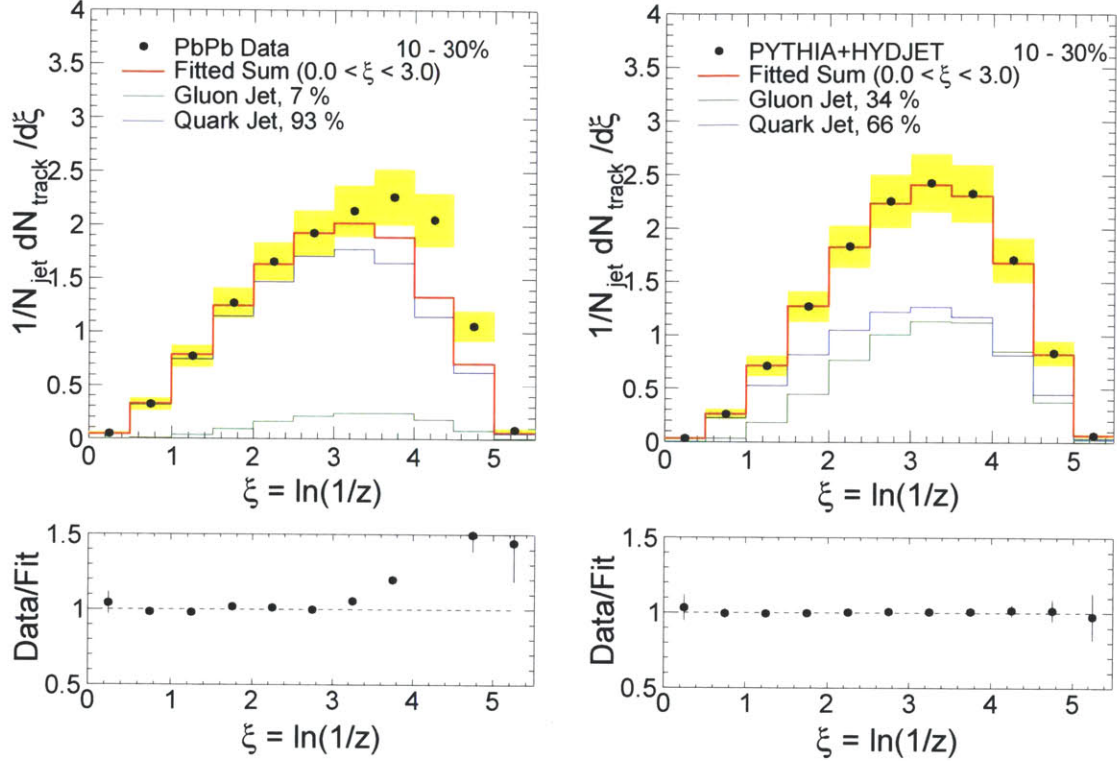 4
3.5
3
2.5
2
1.5
1
0.5
0
1/N_jet dN_track /dξ
PbPb Data 10 - 30%
Fitted Sum (0.0 < ξ < 3.0)
Gluon Jet, 7 %
Quark Jet, 93 %
0 1 2 3 4 5
ξ = ln(1/z)
4
3.5
3
2.5
2
1.5
1
0.5
0
1/N_jet dN_track /dξ
PYTHIA+HYDJET 10 - 30%
Fitted Sum (0.0 < ξ < 3.0)
Gluon Jet, 34 %
Quark Jet, 66 %
0 1 2 3 4 5
ξ = ln(1/z)
1.5
1
0.5
Data/Fit
0 1 2 3 4 5
ξ = ln(1/z)
1.5
1
0.5
Data/Fit
0 1 2 3 4 5
ξ = ln(1/z)